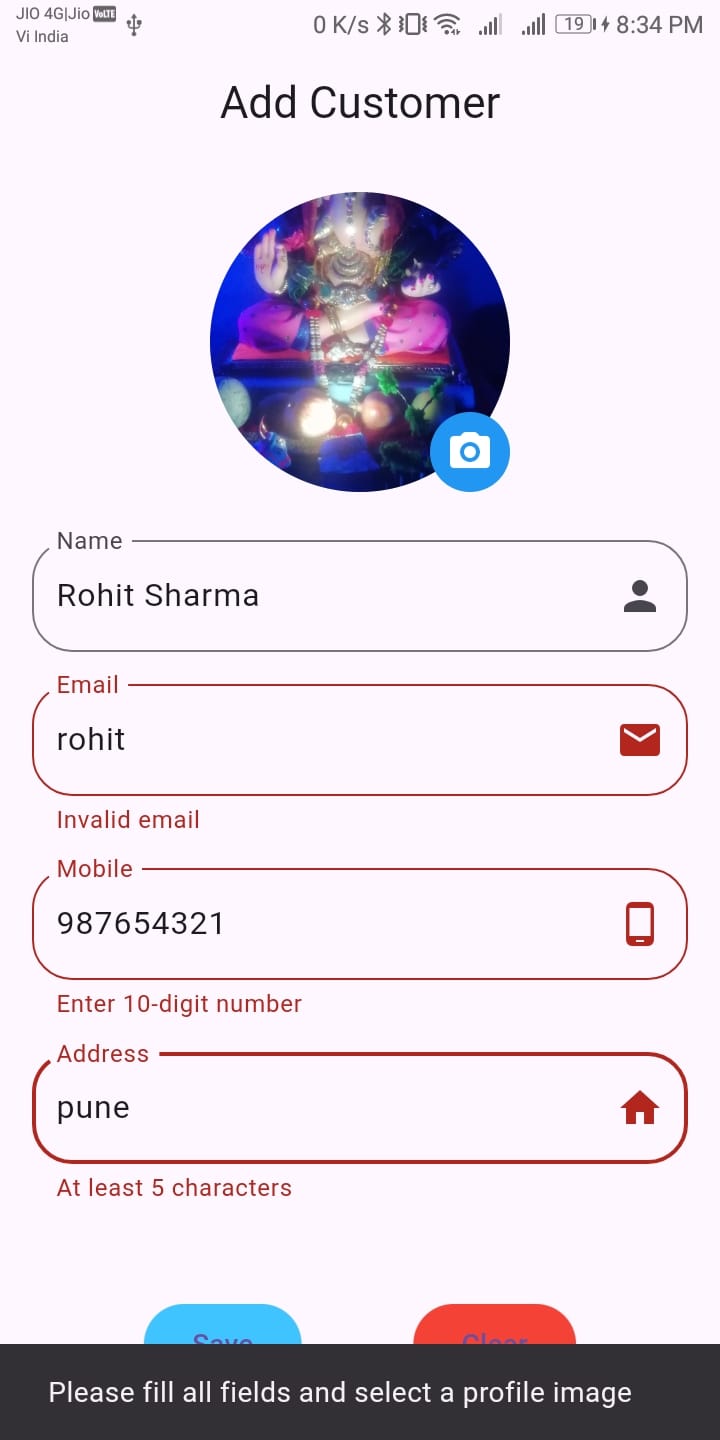 JIO 4G|Jio VoLTE
Vi India
0 K/s 19 8:34 PM
Add Customer
Name
Rohit Sharma
Email
rohit
Invalid email
Mobile
987654321
Enter 10-digit number
Address
pune
At least 5 characters
Save Clear
Please fill all fields and select a profile image